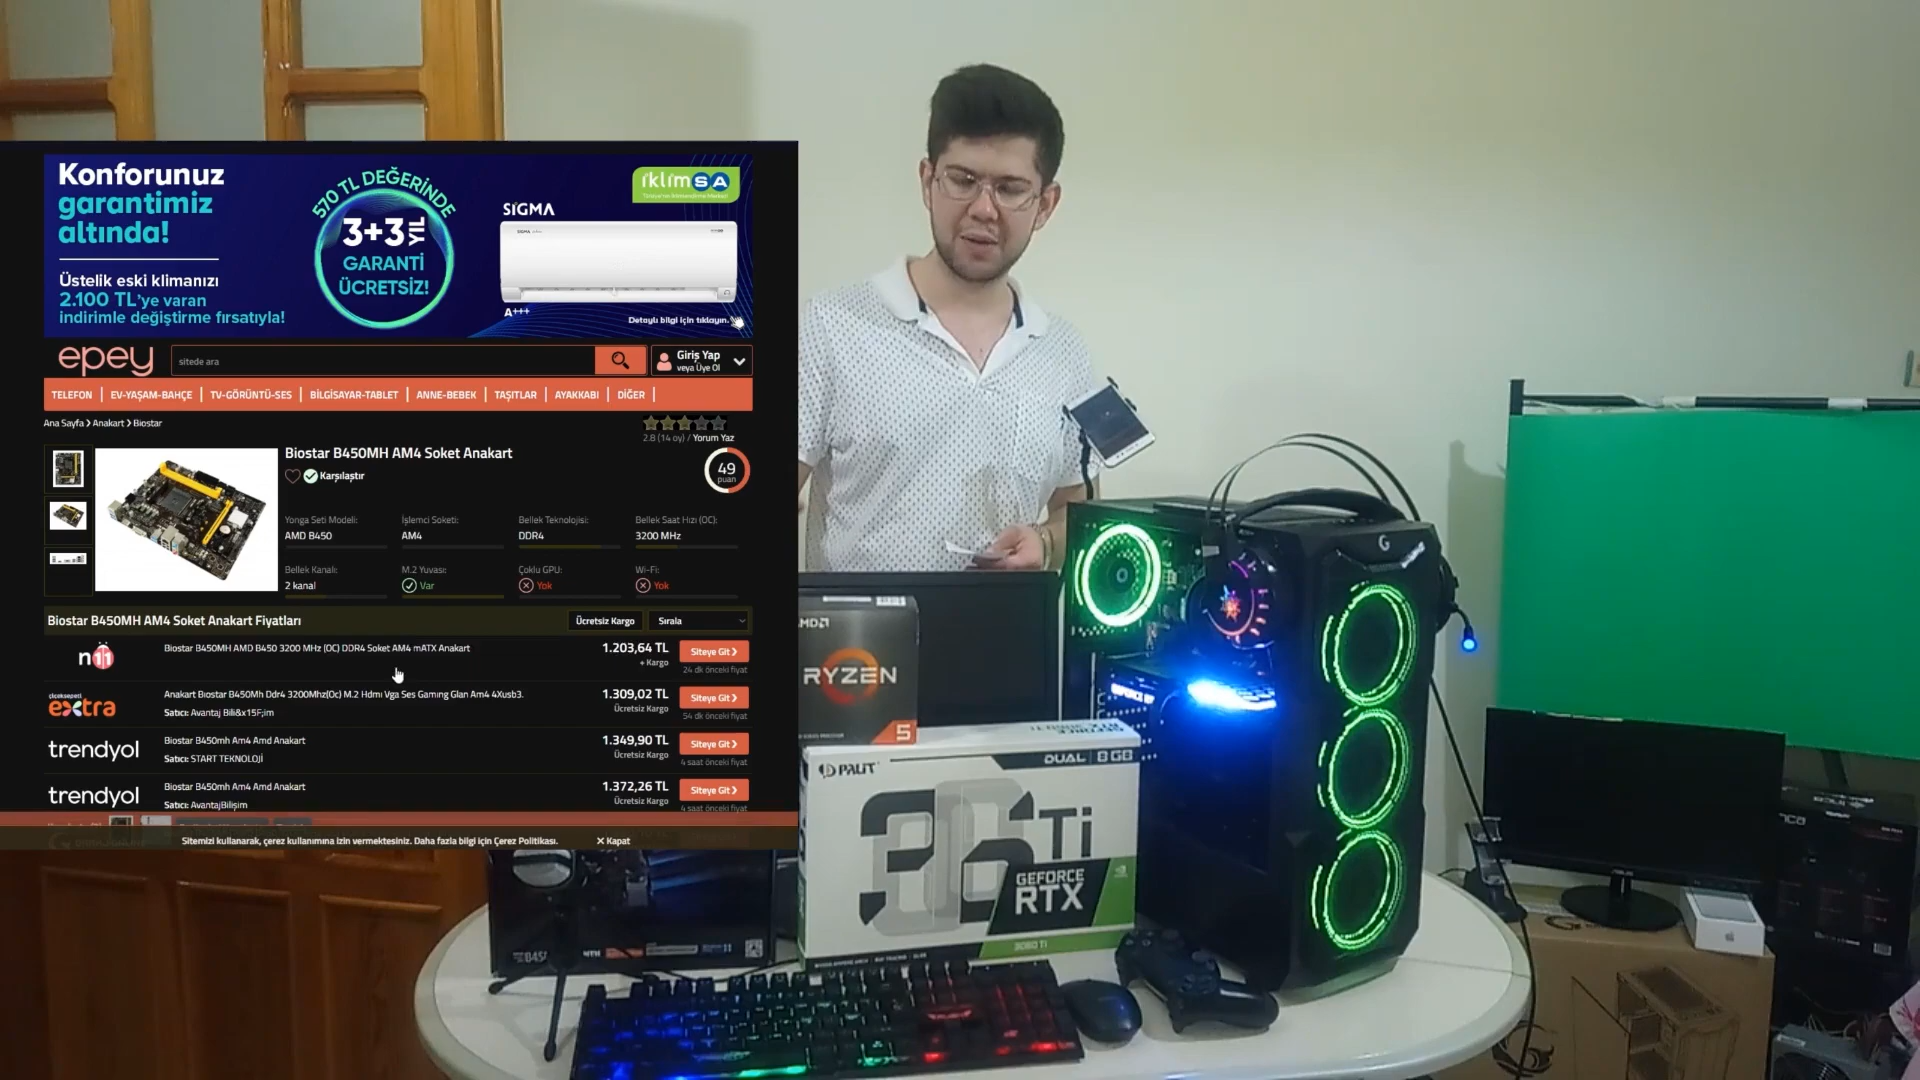 Konforunuz
garantimiz
altında!
Üstelik eski klimanızı
2.100 TL'ye varan
indirimle değiştirme fırsatıyla!
570 TL DEĞERİNDE
3+3 YIL
GARANTİ
ÜCRETSİZ!
SIGMA
A+++
iklimSA
Detaylı bilgi için tıklayın.
epey
sitede ara
Giriş Yap
veya Üye Ol
TELEFON
EV-YAŞAM-BAHÇE
TV-GÖRÜNTÜ-SES
BİLGİSAYAR-TABLET
ANNE-BEBEK
TAŞITLAR
AYAKKABI
DİĞER
Ana Sayfa > Anakart > Biostar
2.8 (14 oy) / Yorum Yaz
Biostar B450MH AM4 Soket Anakart
Karşılaştır
49
puan
Yonga Seti Modeli:
AMD B450
İşlemci Soketi:
AM4
Bellek Teknolojisi:
DDR4
Bellek Saat Hızı (OC):
3200 MHz
Bellek Kanalı:
2 kanal
M.2 Yuvası:
Var
Çoklu GPU:
Yok
Wi-Fi:
Yok
Biostar B450MH AM4 Soket Anakart Fiyatları
Ücretsiz Kargo
Sırala
n11
Biostar B450MH AMD B450 3200 MHz (OC) DDR4 Soket AM4 mATX Anakart
1.203,64 TL
+ Kargo
Siteye Git >
24 dk önceki fiyat
çiçeksepeti
extra
Anakart Biostar B450Mh Ddr4 3200Mhz(Oc) M.2 Hdmı Vga Ses Gamıng Glan Am4 4Xusb3.
Satıcı: Avantaj Bili&x15F;im
1.309,02 TL
Ücretsiz Kargo
Siteye Git >
54 dk önceki fiyat
trendyol
Biostar B450mh Am4 Amd Anakart
Satıcı: START TEKNOLOJİ
1.349,90 TL
Ücretsiz Kargo
Siteye Git >
4 saat önceki fiyat
trendyol
Biostar B450mh Am4 Amd Anakart
Satıcı: AvantajBilişim
1.372,26 TL
Ücretsiz Kargo
Siteye Git >
4 saat önceki fiyat
Sitemizi kullanarak, çerez kullanımına izin vermektesiniz. Daha fazla bilgi için Çerez Politikası.
X Kapat
RYZEN
5
PALIT
DUAL 8 GB
36Ti
GEFORCE
RTX
3060 Ti